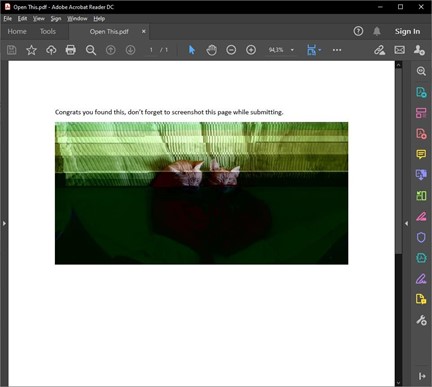 Open This.pdf - Adobe Acrobat Reader DC
File Edit View Sign Window Help
Home Tools Open This.pdf × Sign In
1 / 1 94,3%
Congrats you found this, don't forget to screenshot this page while submitting.